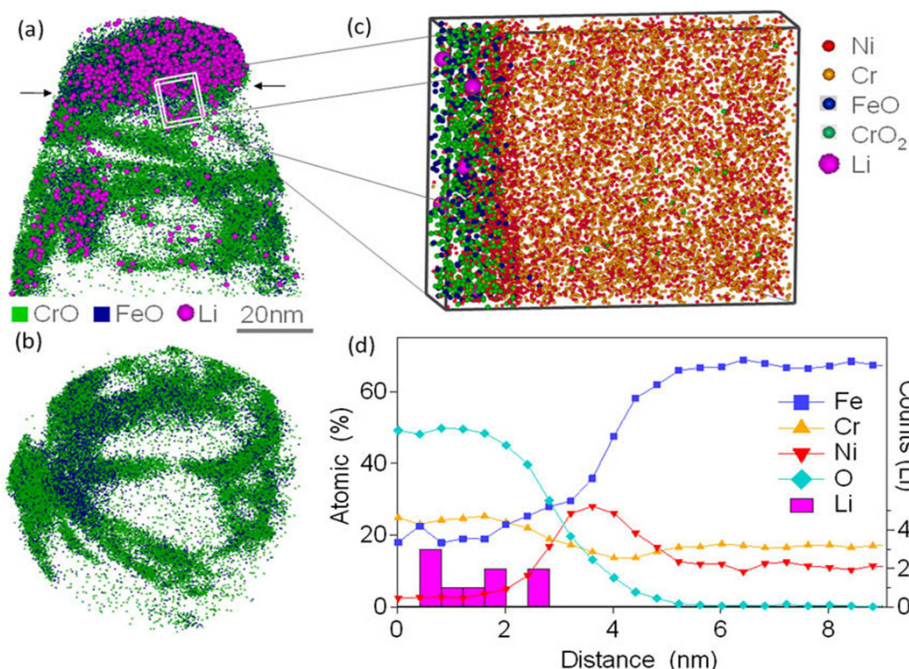 (a)
(c)
Ni
Cr
FeO
CrO₂
Li
CrO FeO Li 20nm
(b)
(d)
60
40
20
0
Atomic (%)
Fe
Cr
Ni
O
Li
4
2
0
Counts (Li)
0 2 4 6 8
Distance (nm)